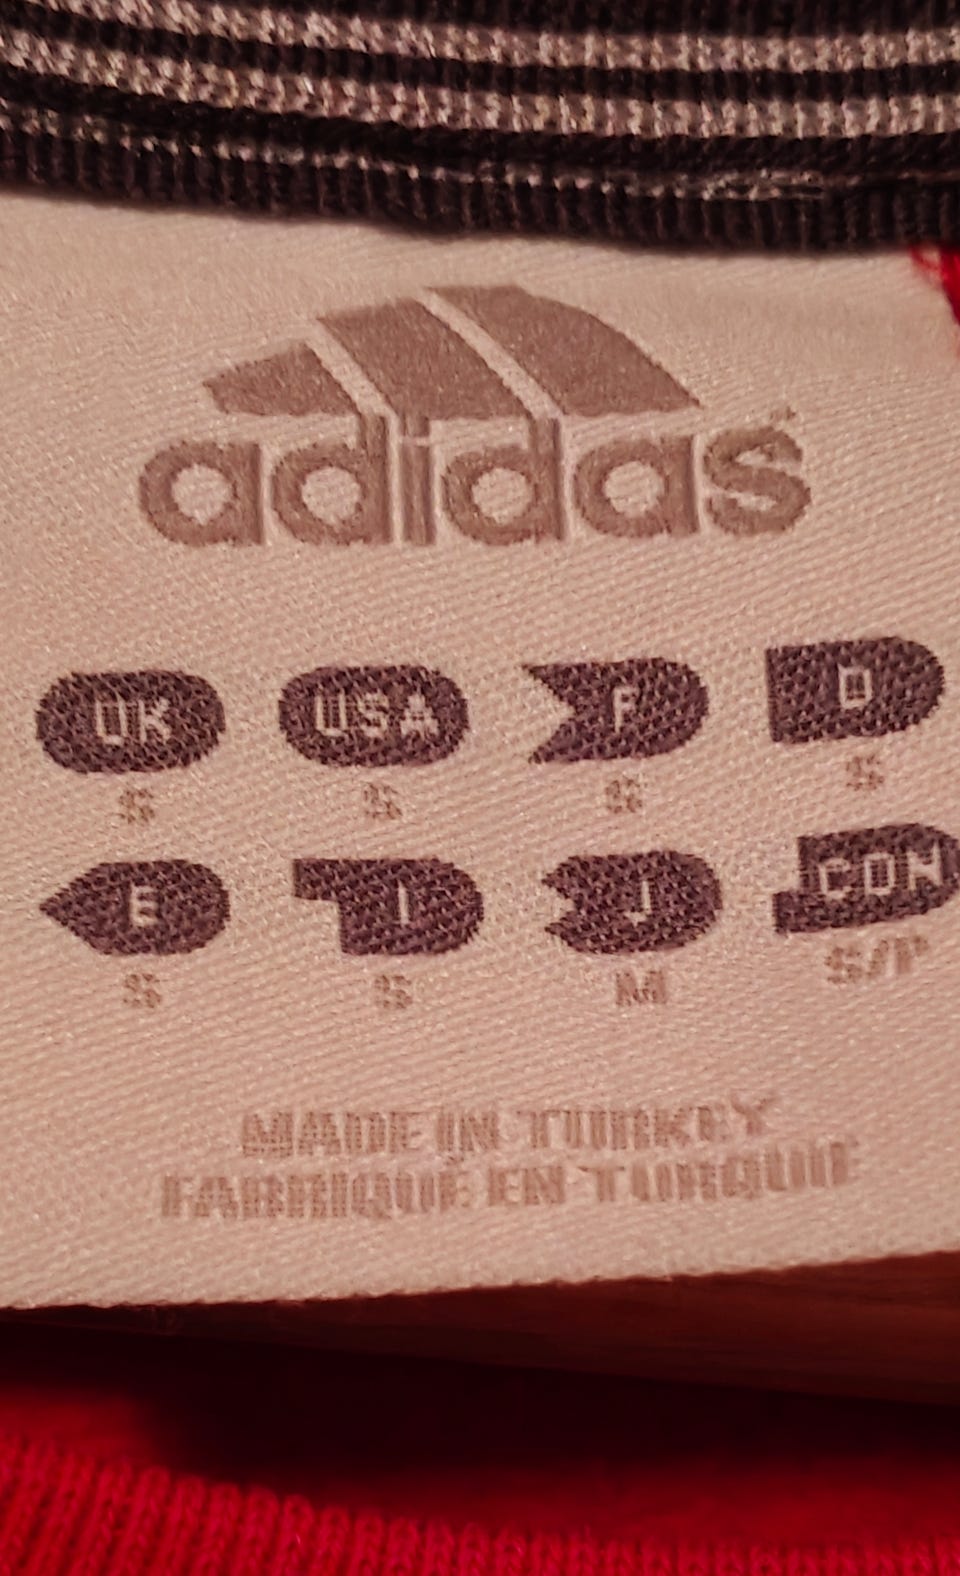 adidas
UK USA F D
S S S S
E I J CDN
S S M S/P
MADE IN TURKEY
FABRIQUE EN TURQUIE